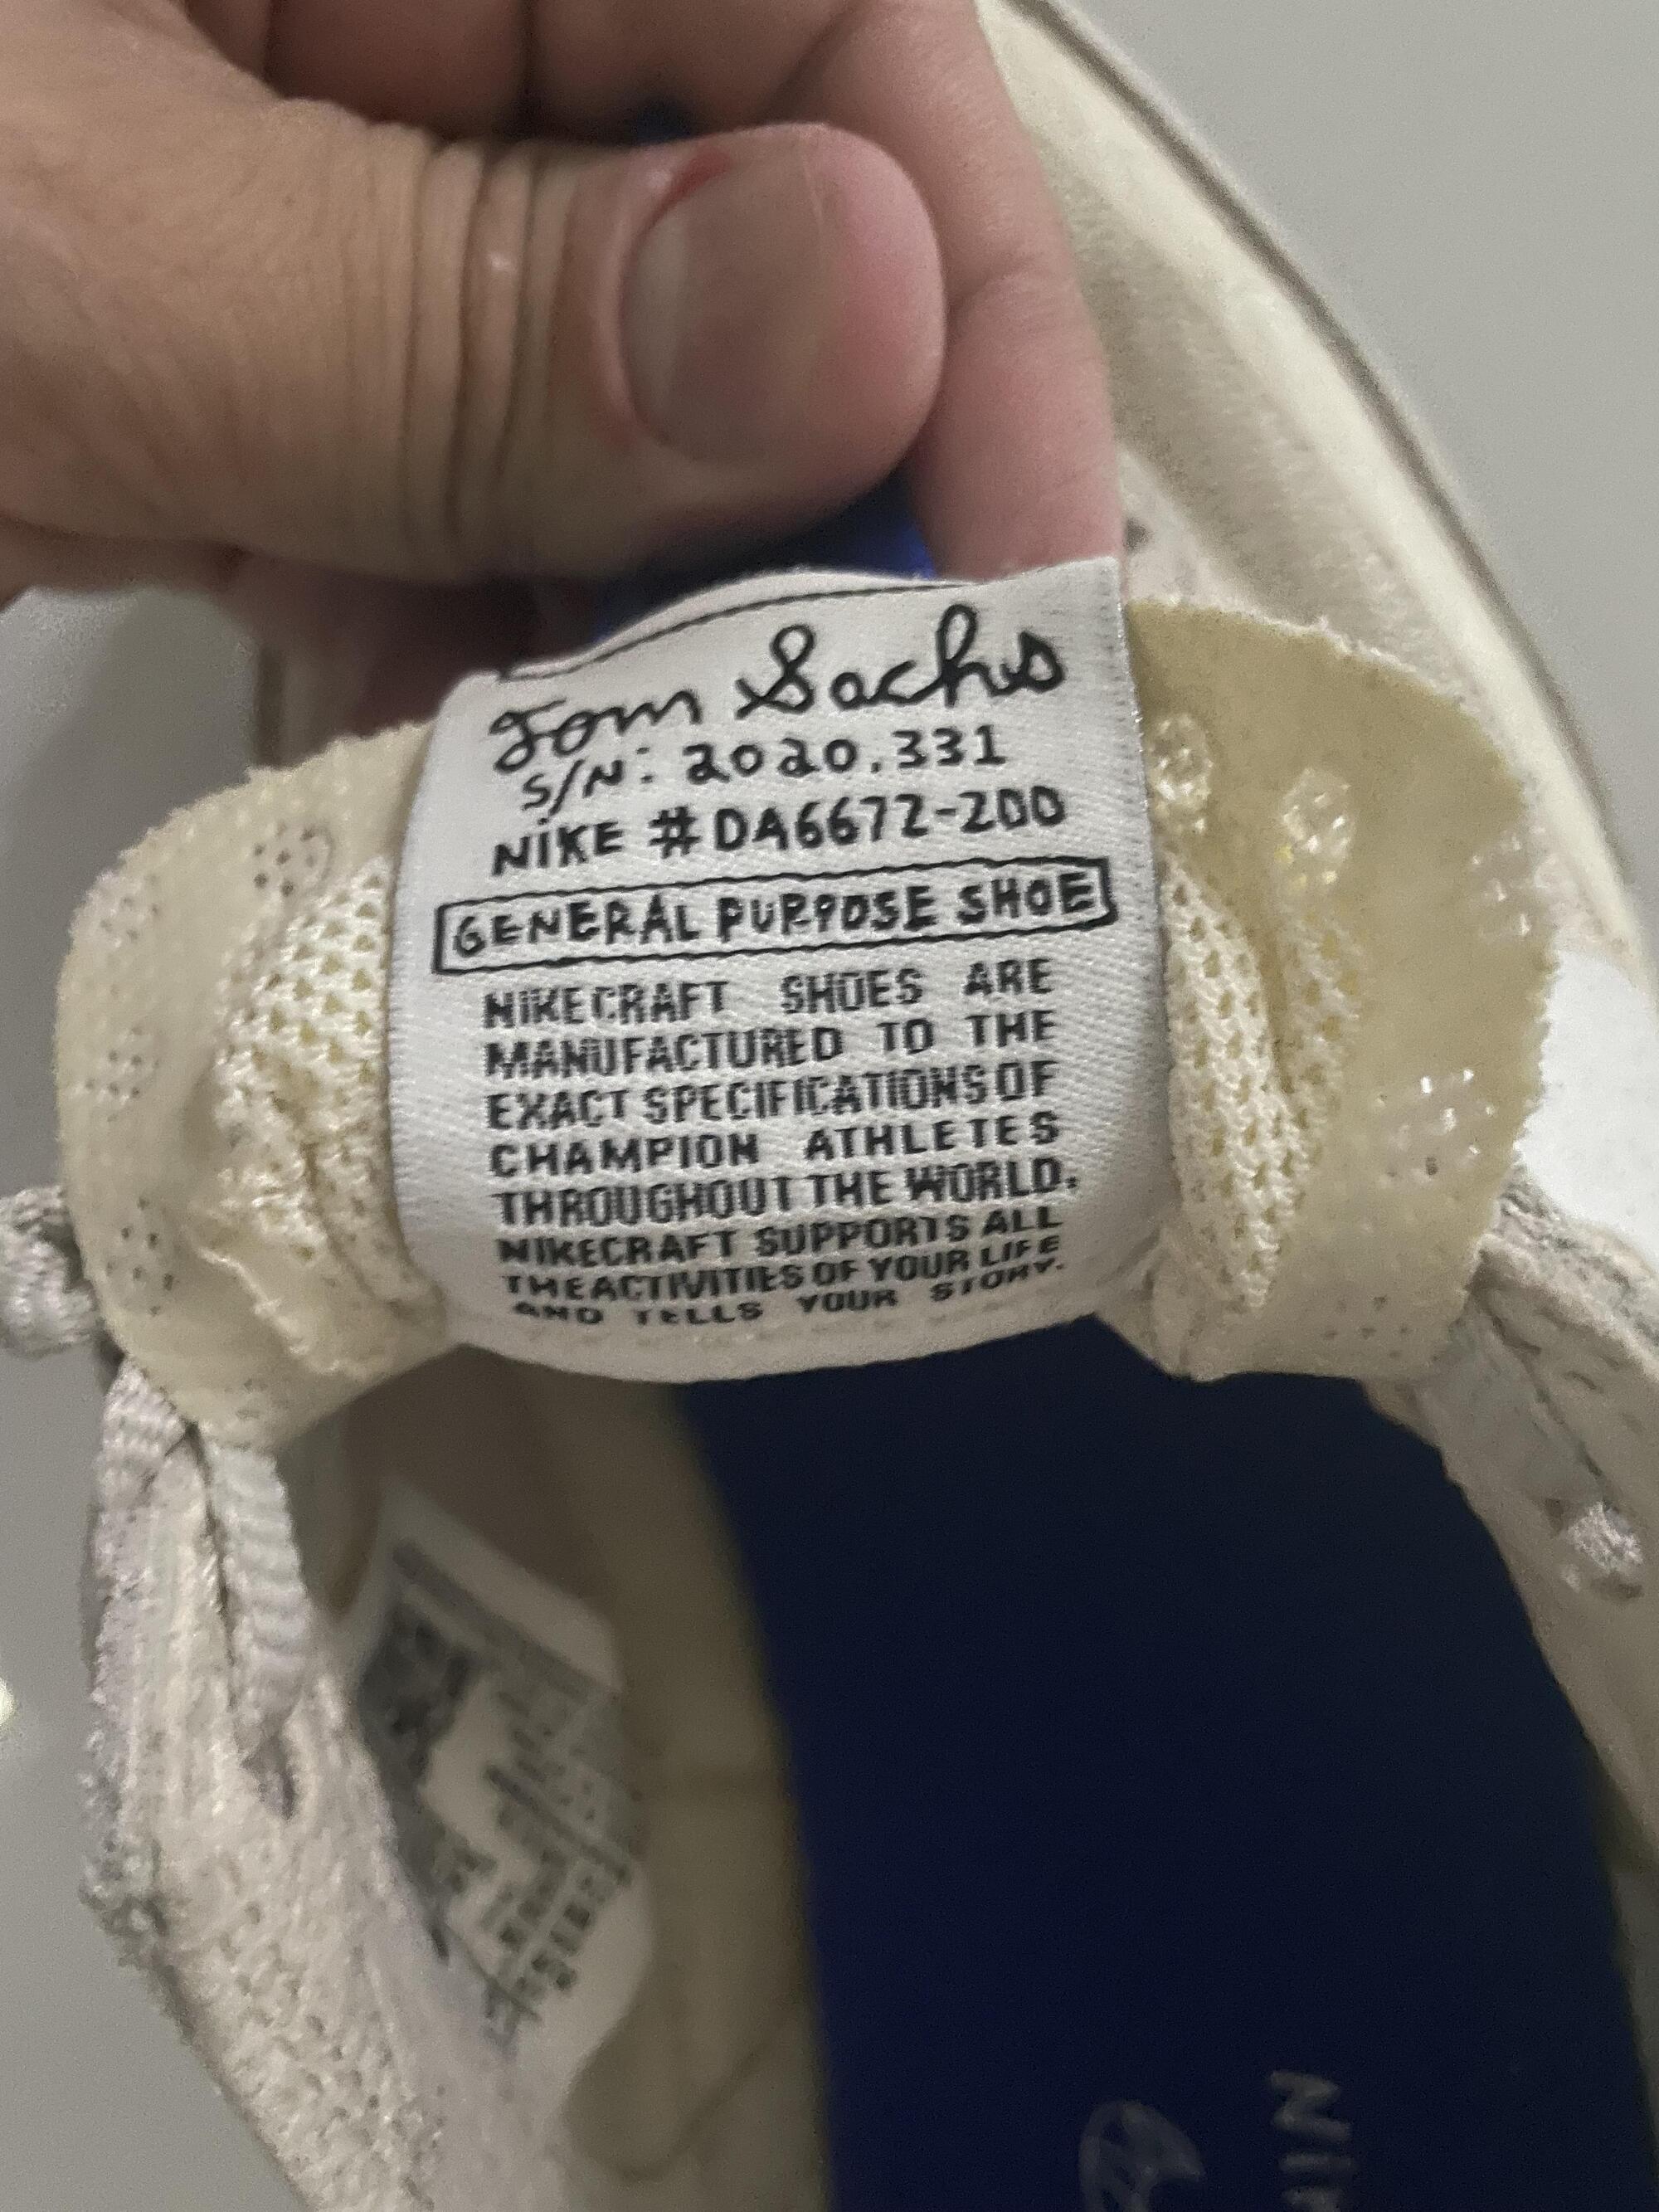 Tom Sachs
S/N: 2020.331
NIKE #DA6672-200
GENERAL PURPOSE SHOE
NIKECRAFT SHOES ARE
MANUFACTURED TO THE
EXACT SPECIFICATIONS OF
CHAMPION ATHLETES
THROUGHOUT THE WORLD.
NIKECRAFT SUPPORTS ALL
THE ACTIVITIES OF YOUR LIFE
AND TELLS YOUR STORY.